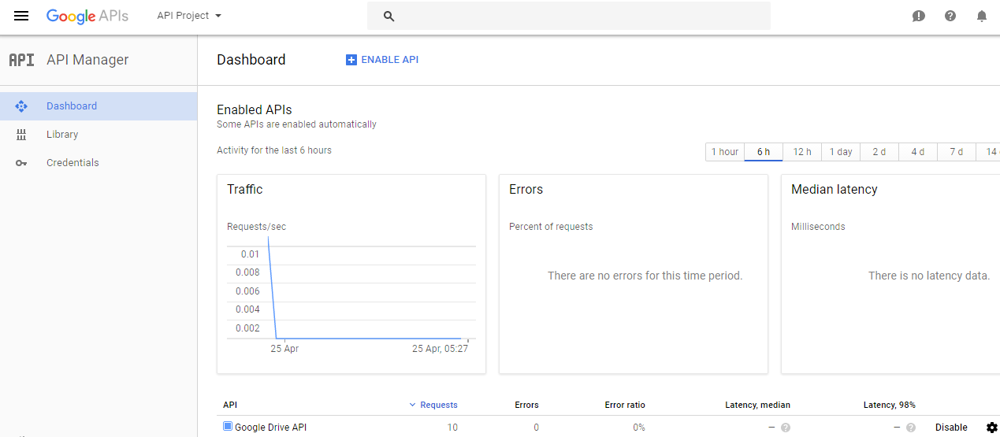 Google APIs API Project
API API Manager Dashboard ENABLE API
Dashboard
Library
Credentials
Enabled APIs
Some APIs are enabled automatically
Activity for the last 6 hours
1 hour 6 h 12 h 1 day 2 d 4 d 7 d 14
Traffic
Requests/sec
0.01
0.008
0.006
0.004
0.002
25 Apr 25 Apr, 05:27
Errors
Percent of requests
There are no errors for this time period.
Median latency
Milliseconds
There is no latency data.
API Requests Errors Error ratio Latency, median Latency, 98%
Google Drive API 10 0 0% – – Disable